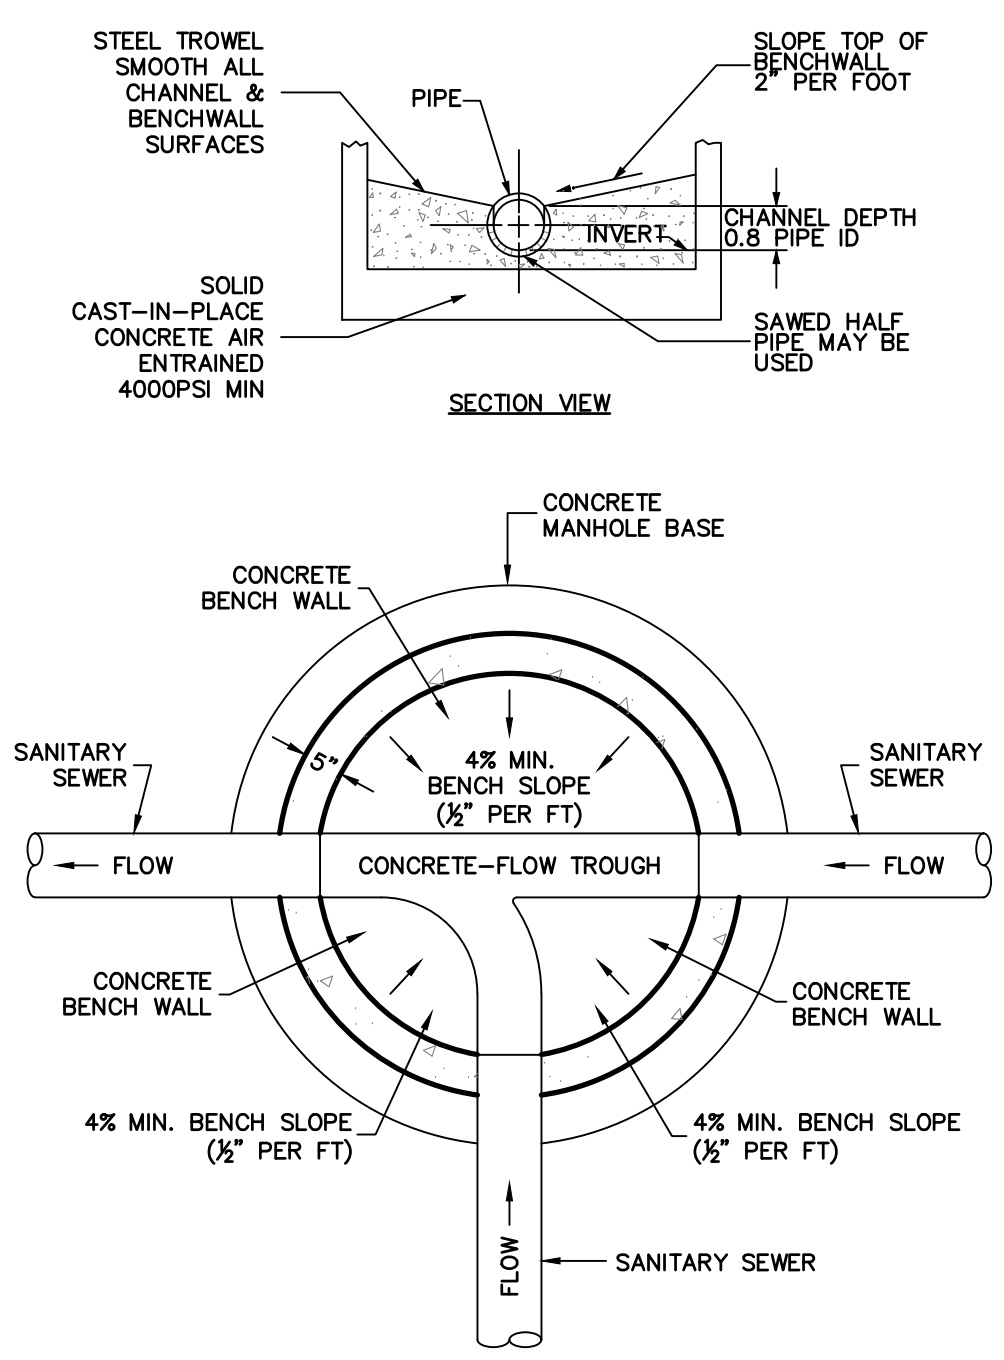 STEEL TROWEL
SMOOTH ALL
CHANNEL &
BENCHWALL
SURFACES
PIPE
SLOPE TOP OF
BENCHWALL
2" PER FOOT
CHANNEL DEPTH
0.8 PIPE ID
INVERT
SOLID
CAST-IN-PLACE
CONCRETE AIR
ENTRAINED
4000PSI MIN
SAWED HALF
PIPE MAY BE
USED
SECTION VIEW
CONCRETE
MANHOLE BASE
CONCRETE
BENCH WALL
SANITARY
SEWER
5"
4% MIN.
BENCH SLOPE
(½" PER FT)
SANITARY
SEWER
FLOW
CONCRETE-FLOW TROUGH
FLOW
CONCRETE
BENCH WALL
CONCRETE
BENCH WALL
4% MIN. BENCH SLOPE
(½" PER FT)
4% MIN. BENCH SLOPE
(½" PER FT)
FLOW
SANITARY SEWER